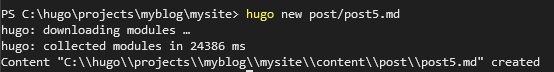 PS C:\hugo\projects\myblog\mysite> hugo new post/post5.md
hugo: downloading modules …
hugo: collected modules in 24386 ms
Content "C:\\hugo\\projects\\myblog\\mysite\\content\\post\\post5.md" created